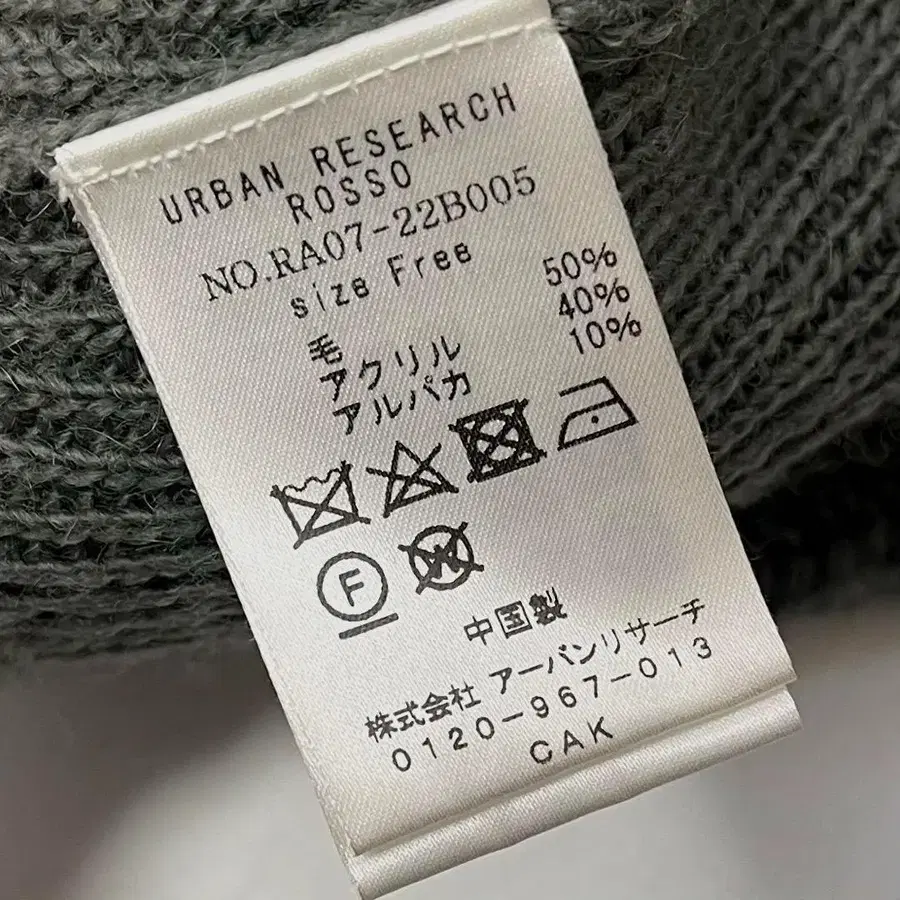 URBAN RESEARCH
ROSSO
NO.RA07-22B005
size Free
毛 50%
アクリル 40%
アルパカ 10%
F
W
中国製
株式会社 アーバンリサーチ
0120-967-013
CAK